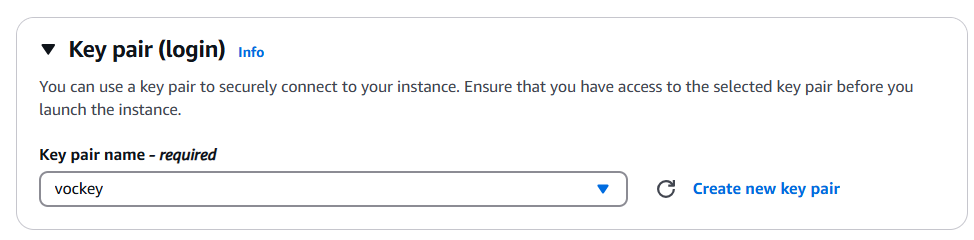 Key pair (login) Info
You can use a key pair to securely connect to your instance. Ensure that you have access to the selected key pair before you
launch the instance.
Key pair name - required
vockey
Create new key pair